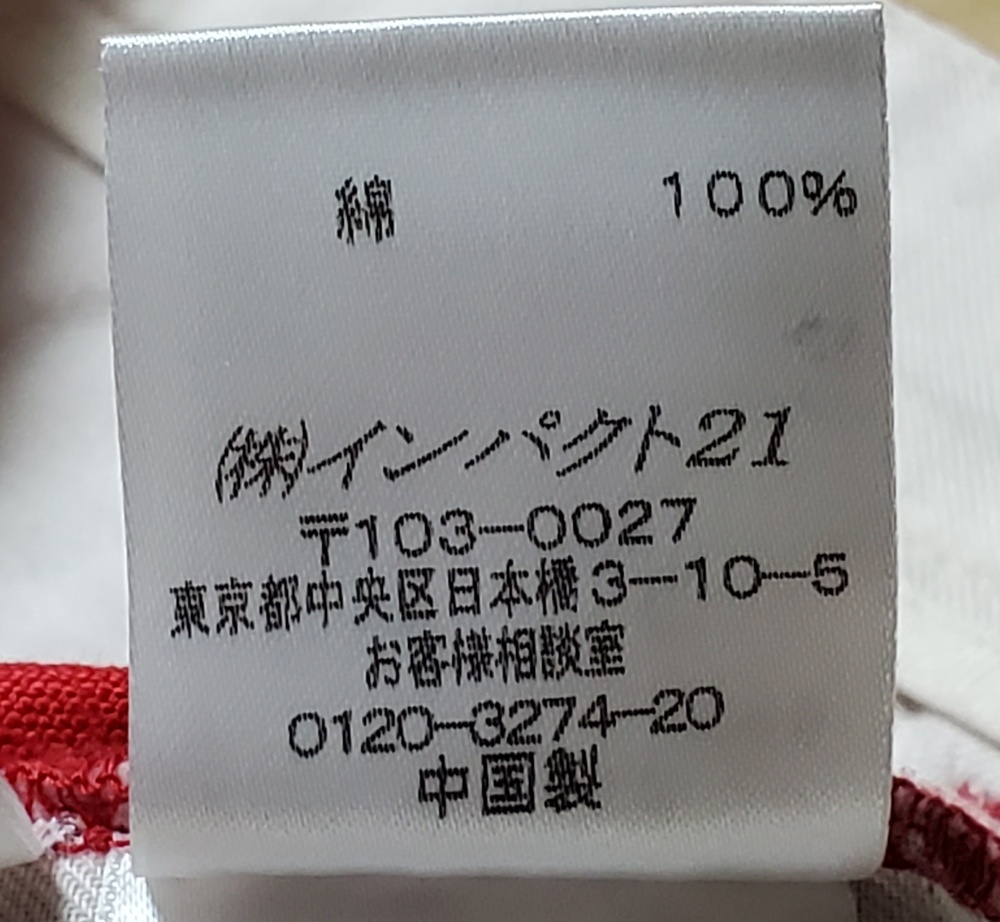 綿 100%
㈱インパクト21
〒103-0027
東京都中央区日本橋3-10-5
お客様相談室
0120-3274-20
中国製